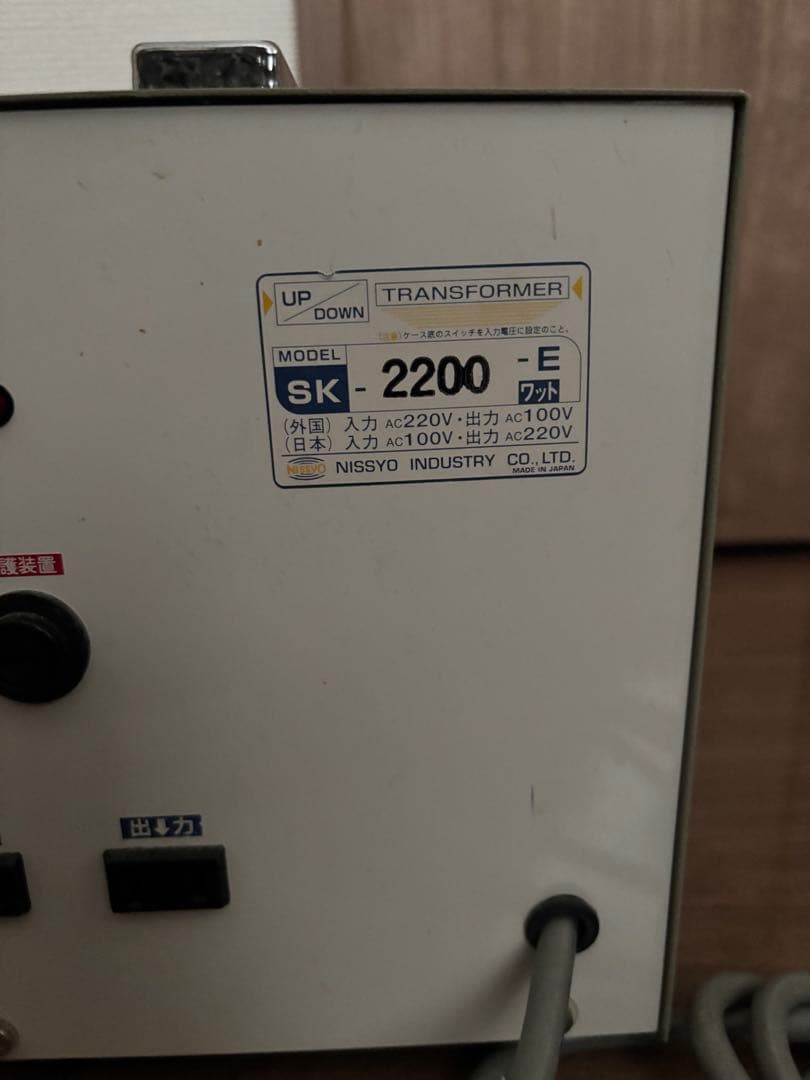 UP/DOWN TRANSFORMER
(注意)ケース底のスイッチを入力電圧に設定のこと。
MODEL
SK-2200-E
ワット
(外国) 入力 AC220V・出力 AC100V
(日本) 入力 AC100V・出力 AC220V
NISSYO NISSYO INDUSTRY CO.,LTD.
MADE IN JAPAN
護装置
出↓力